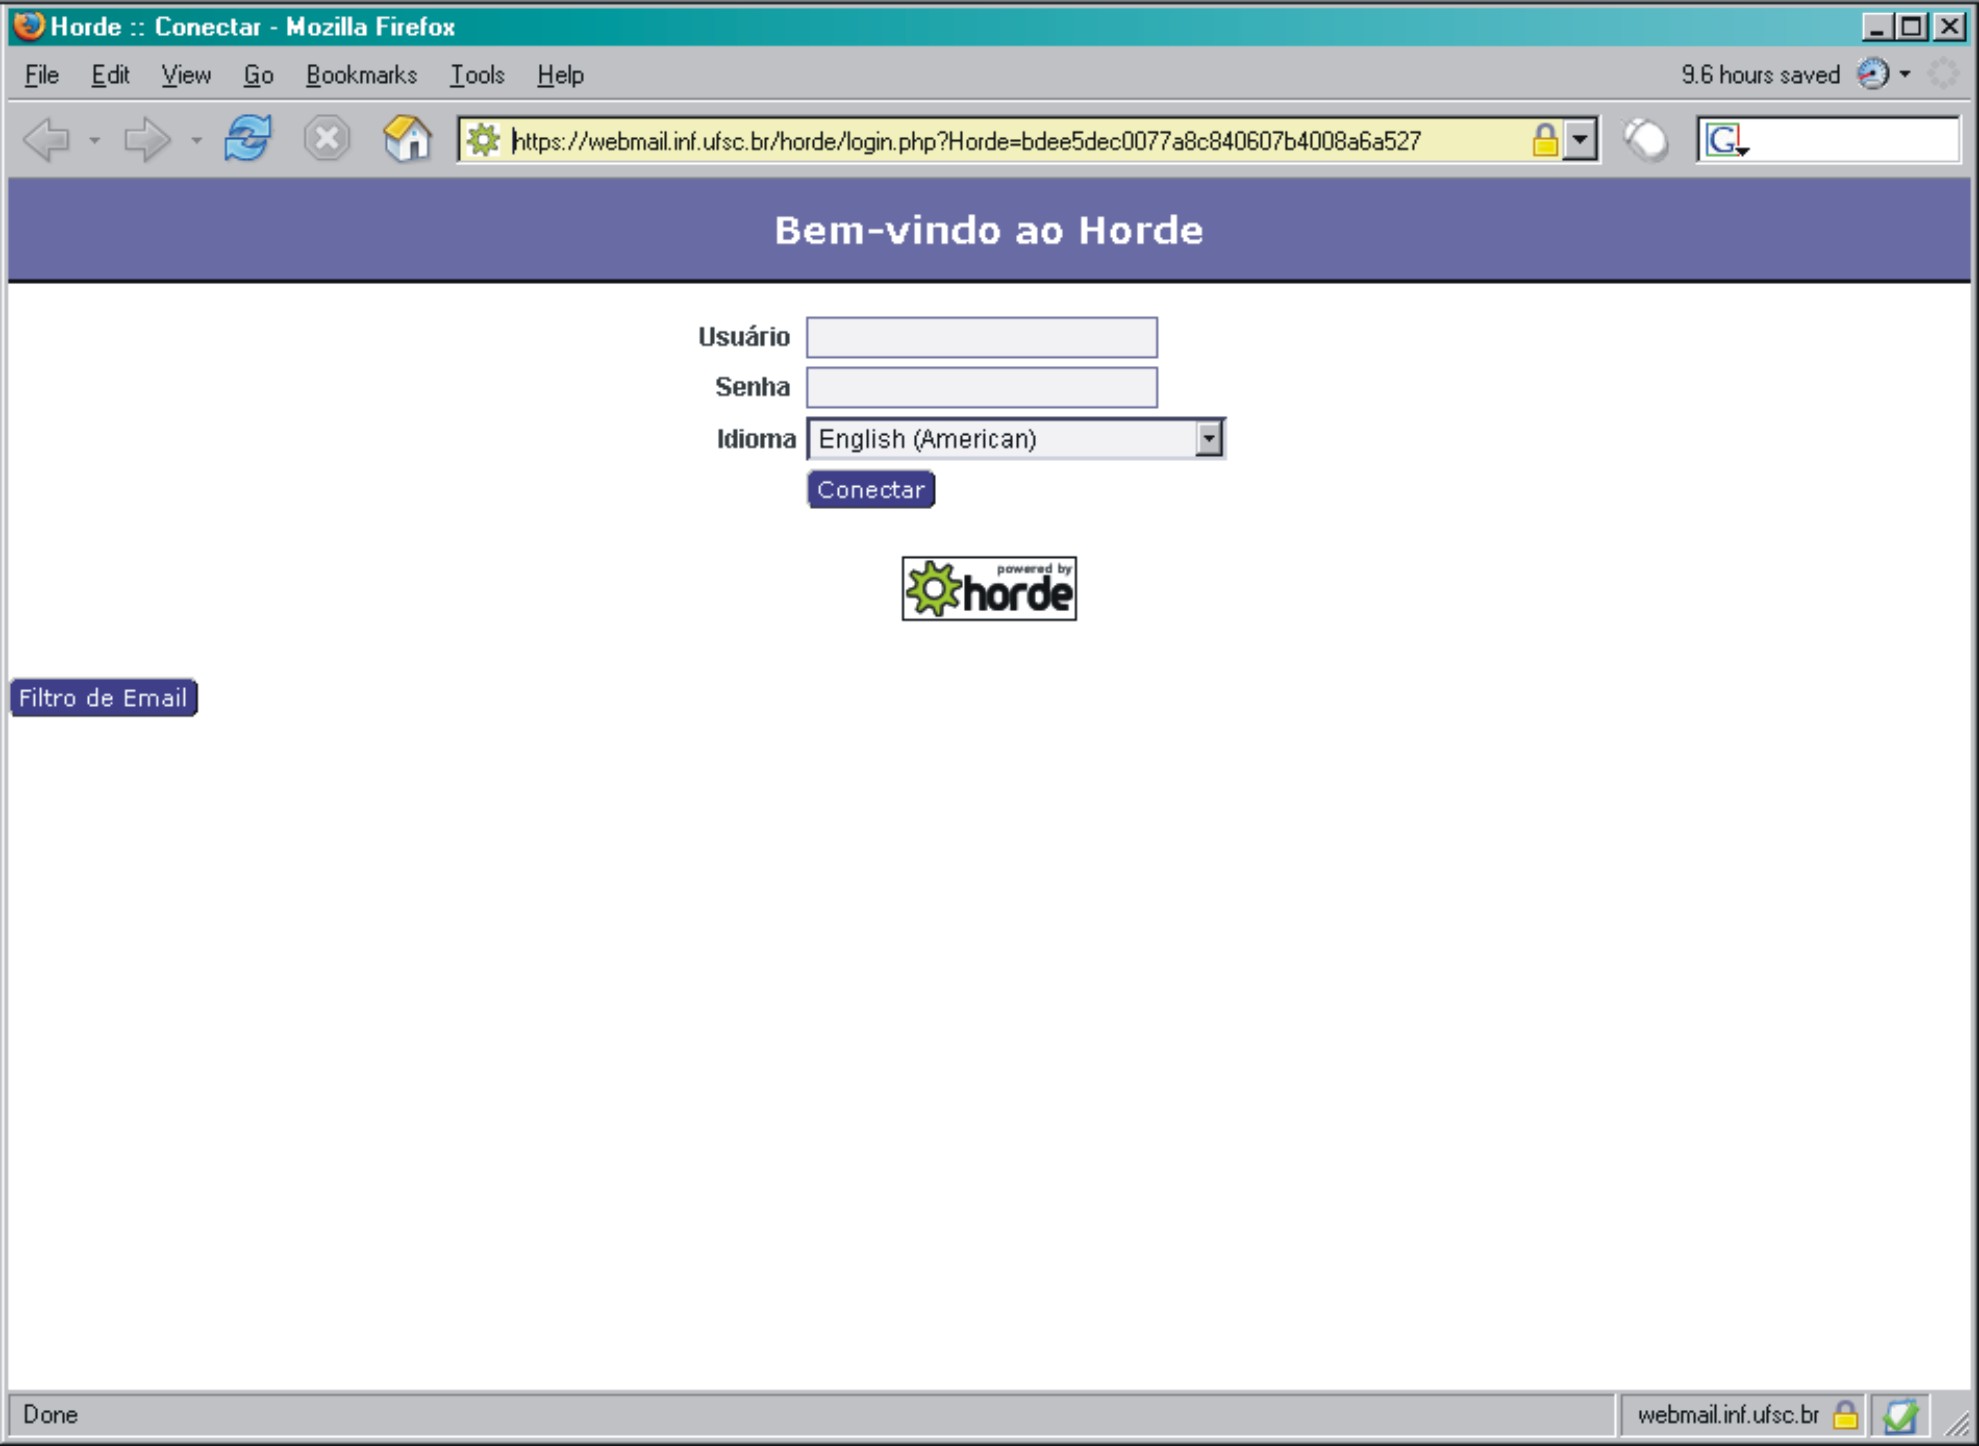 Horde :: Conectar - Mozilla Firefox
File Edit View Go Bookmarks Tools Help 9.6 hours saved
https://webmail.inf.ufsc.br/horde/login.php?Horde=bdee5dec0077a8c840607b4008a6a527 G
Bem-vindo ao Horde
Usuário
Senha
Idioma English (American)
Conectar
powered by
horde
Filtro de Email
Done webmail.inf.ufsc.br